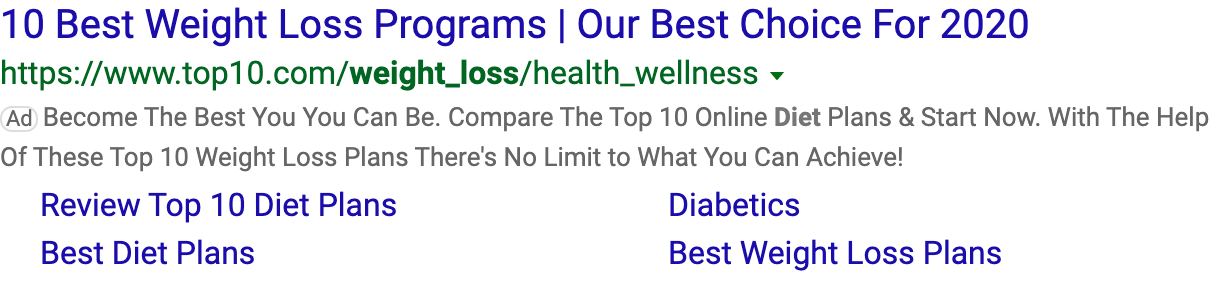 10 Best Weight Loss Programs | Our Best Choice For 2020
https://www.top10.com/weight_loss/health_wellness
Ad Become The Best You You Can Be. Compare The Top 10 Online Diet Plans & Start Now. With The Help
Of These Top 10 Weight Loss Plans There's No Limit to What You Can Achieve!
Review Top 10 Diet Plans Diabetics
Best Diet Plans Best Weight Loss Plans